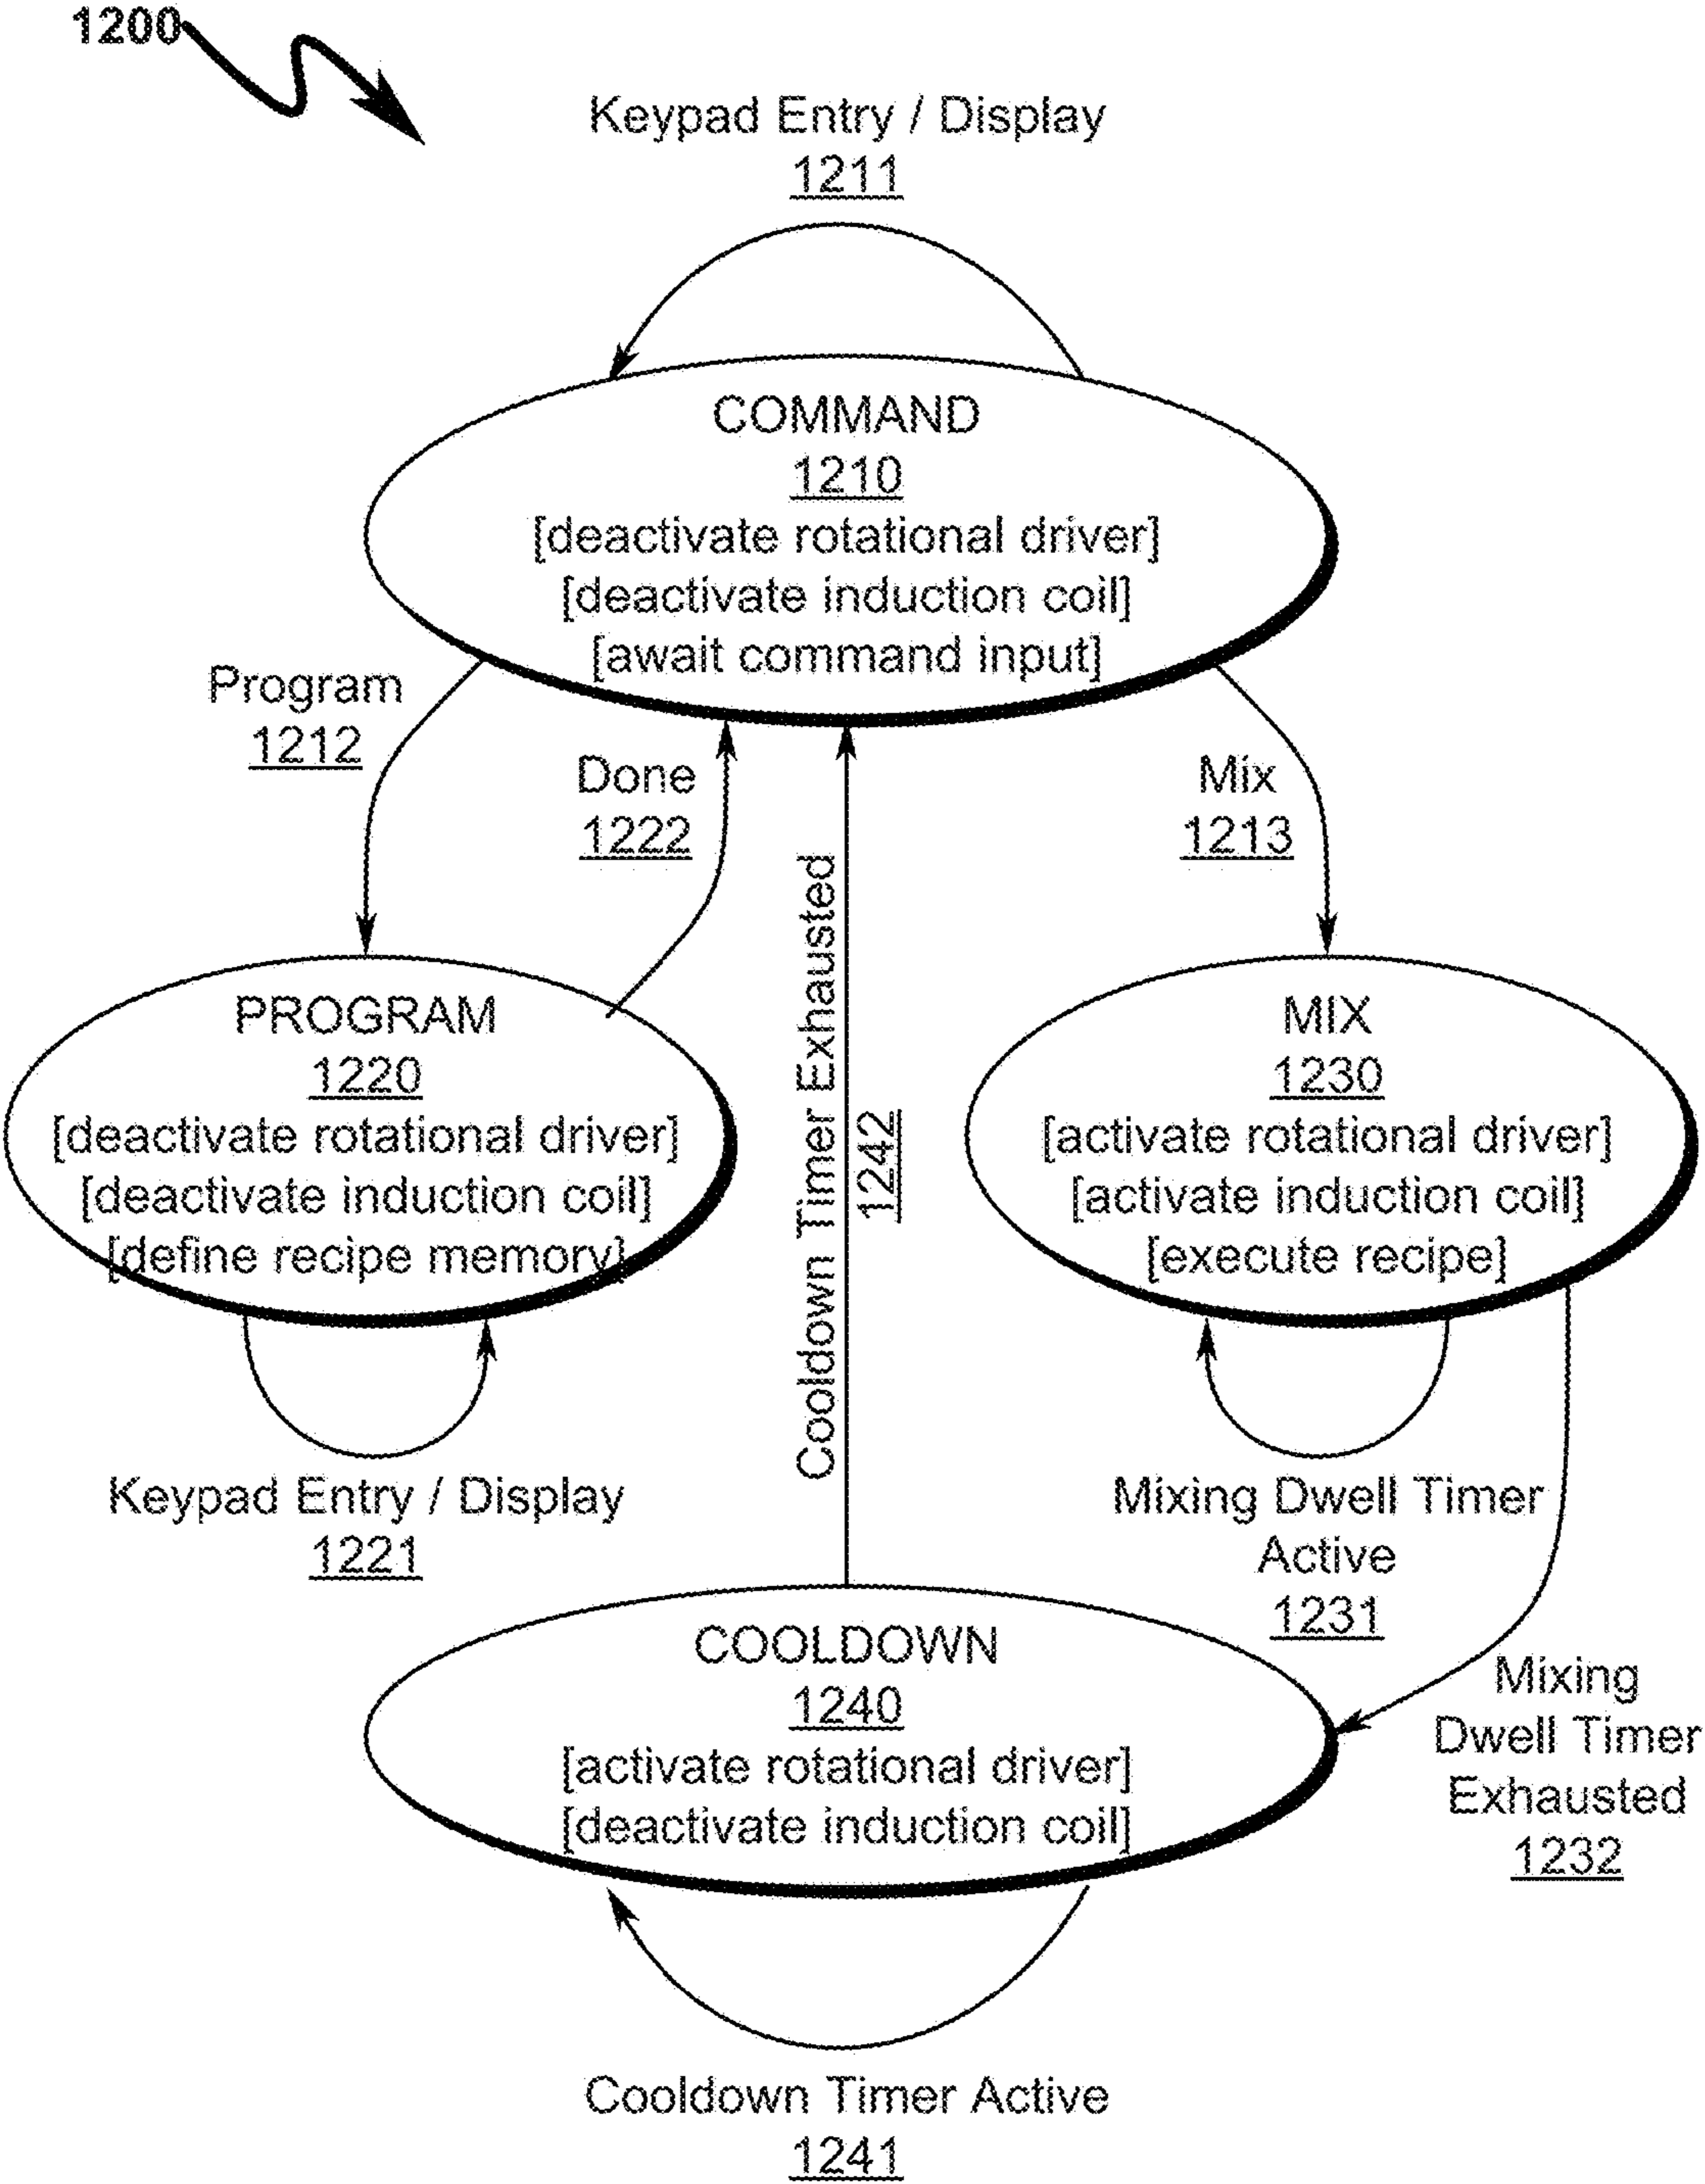 1200
Keypad Entry / Display
1211
COMMAND
1210
[deactivate rotational driver]
[deactivate induction coil]
[await command input]
Program
1212
Done
1222
Mix
1213
Cooldown Timer Exhausted
1242
PROGRAM
1220
[deactivate rotational driver]
[deactivate induction coil]
[define recipe memory]
MIX
1230
[activate rotational driver]
[activate induction coil]
[execute recipe]
Keypad Entry / Display
1221
Mixing Dwell Timer
Active
1231
Mixing
Dwell Timer
Exhausted
1232
COOLDOWN
1240
[activate rotational driver]
[deactivate induction coil]
Cooldown Timer Active
1241